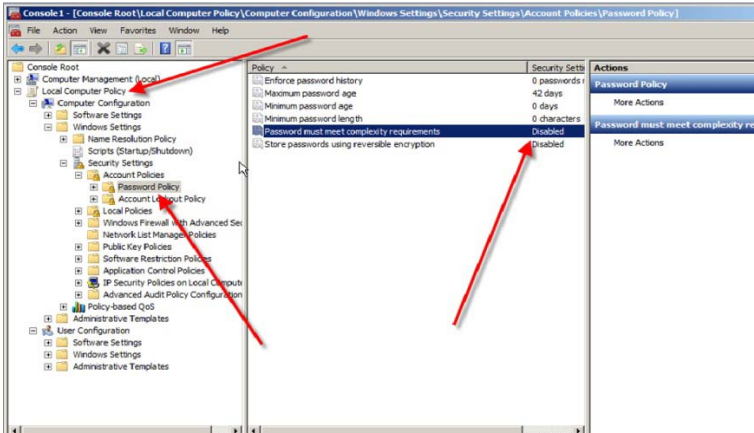 Console1 - [Console Root\Local Computer Policy\Computer Configuration\Windows Settings\Security Settings\Account Policies\Password Policy]
File Action View Favorites Window Help
Console Root
Computer Management (Local)
Local Computer Policy
Computer Configuration
Software Settings
Windows Settings
Name Resolution Policy
Scripts (Startup/Shutdown)
Security Settings
Account Policies
Password Policy
Account Lockout Policy
Local Policies
Windows Firewall with Advanced Sec
Network List Manager Policies
Public Key Policies
Software Restriction Policies
Application Control Policies
IP Security Policies on Local Compute
Advanced Audit Policy Configuration
Policy-based QoS
Administrative Templates
User Configuration
Software Settings
Windows Settings
Administrative Templates
Policy Security Setti
Enforce password history 0 passwords r
Maximum password age 42 days
Minimum password age 0 days
Minimum password length 0 characters
Password must meet complexity requirements Disabled
Store passwords using reversible encryption Disabled
Actions
Password Policy
More Actions
Password must meet complexity re
More Actions